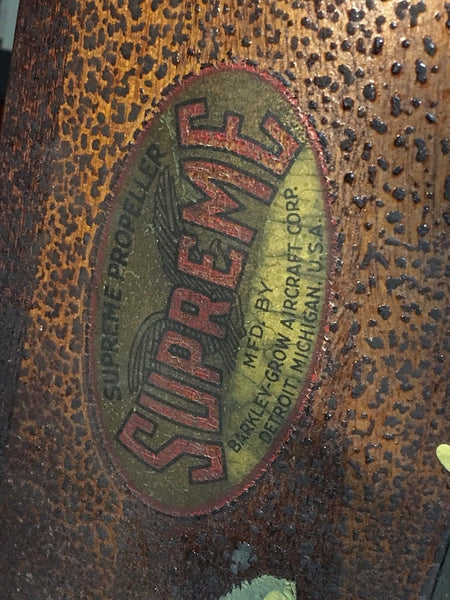 SUPREME PROPELLER
SUPREME
MFD. BY
BARKLEY-GROW AIRCRAFT CORP.
DETROIT, MICHIGAN, U.S.A.